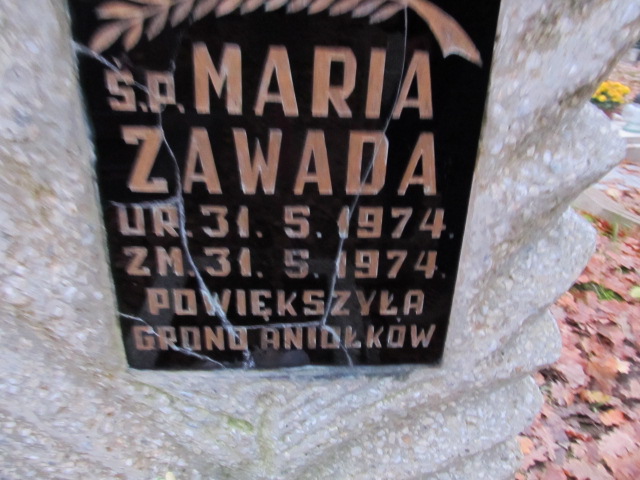 Ś.P. MARIA
ZAWADA
UR. 31. 5. 1974.
ZM. 31. 5. 1974.
POWIĘKSZYŁA
GRONO ANIOŁKÓW